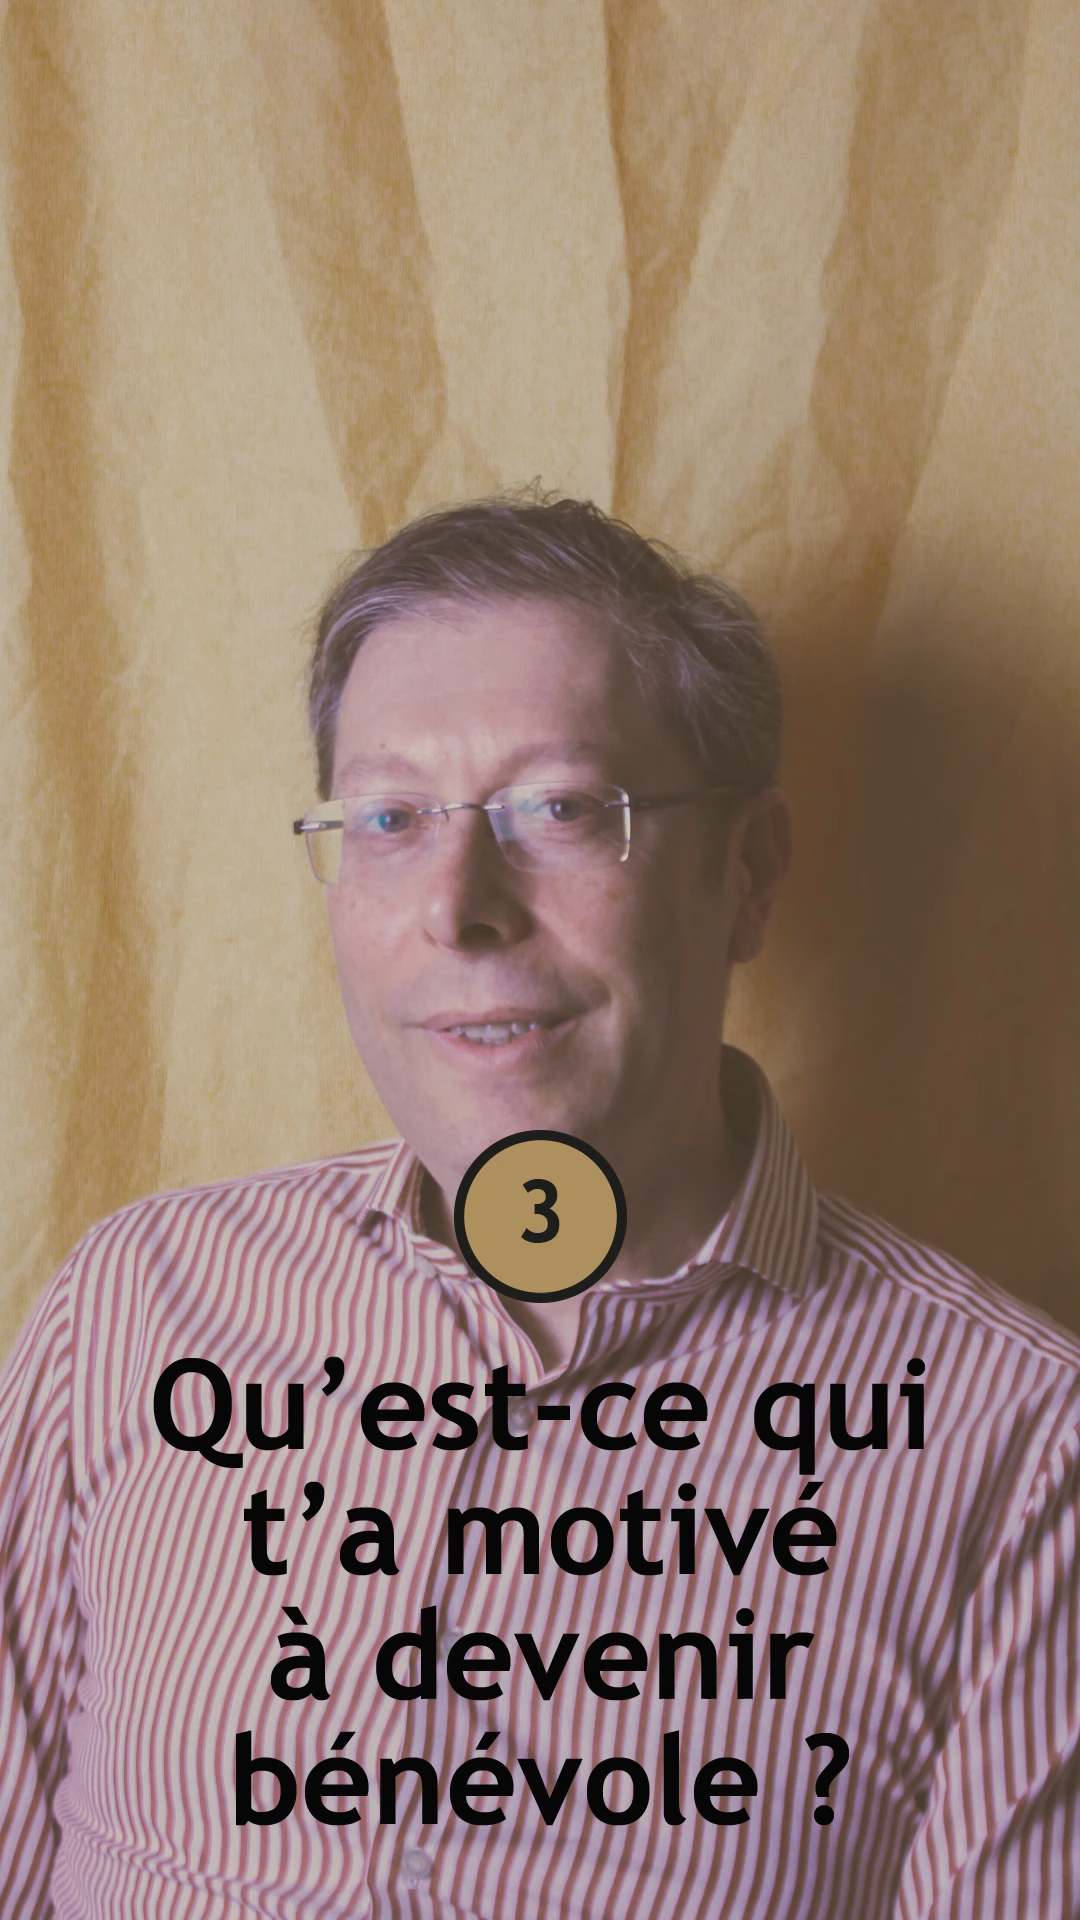 3
Qu’est-ce qui
t’a motivé
à devenir
bénévole ?